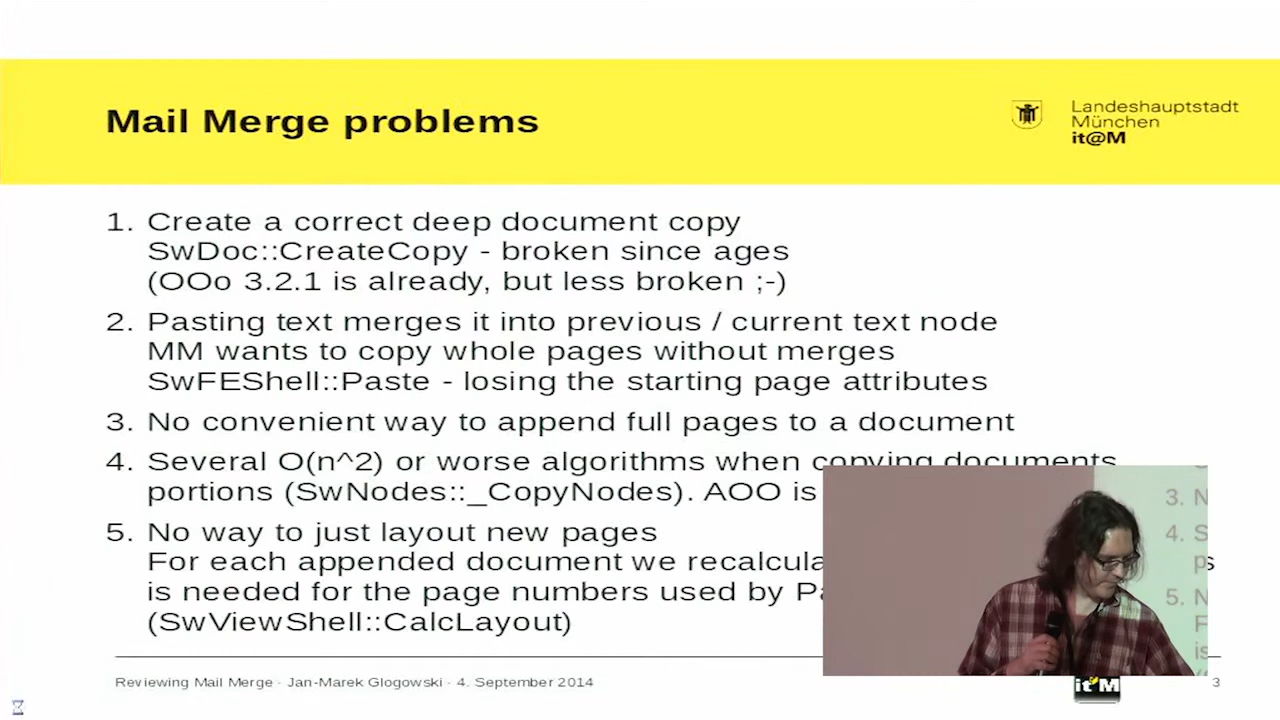 Mail Merge problems
Landeshauptstadt
München
it@M
1. Create a correct deep document copy
SwDoc::CreateCopy - broken since ages
(OOo 3.2.1 is already, but less broken ;-)
2. Pasting text merges it into previous / current text node
MM wants to copy whole pages without merges
SwFEShell::Paste - losing the starting page attributes
3. No convenient way to append full pages to a document
4. Several O(n^2) or worse algorithms when copying documents
portions (SwNodes::_CopyNodes). AOO is
5. No way to just layout new pages
For each appended document we
is needed for the page numbers used by
(SwViewShell::CalcLayout)
3. N
4. S
p
5. N
F
is
Reviewing Mail Merge · Jan-Marek Glogowski · 4. September 2014
it@M
3